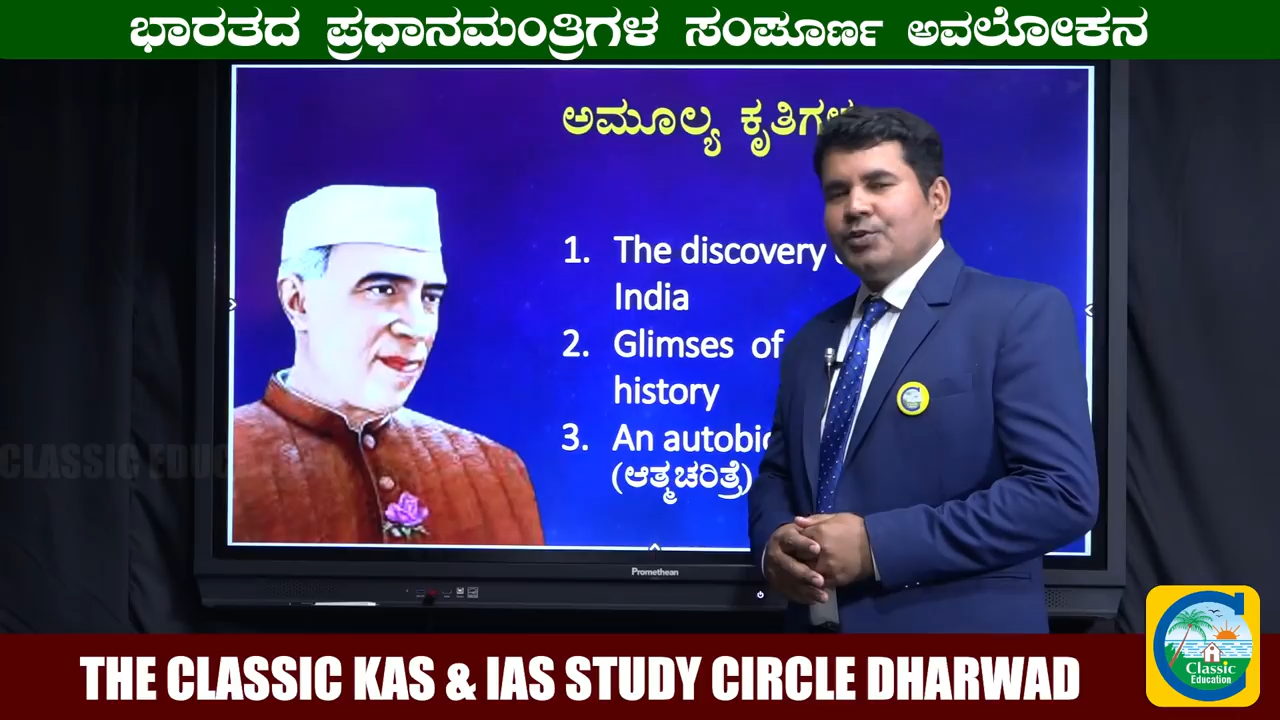 ಭಾರತದ ಪ್ರಧಾನಮಂತ್ರಿಗಳ ಸಂಪೂರ್ಣ ಅವಲೋಕನ
ಅಮೂಲ್ಯ
1. The discovery
India
2. Glimses of
history
3. An
(ಆತ್ಮಚರಿತ್ರೆ)
CLASSIC
Promethean
THE CLASSIC KAS & IAS STUDY CIRCLE DHARWAD
Classic
Education